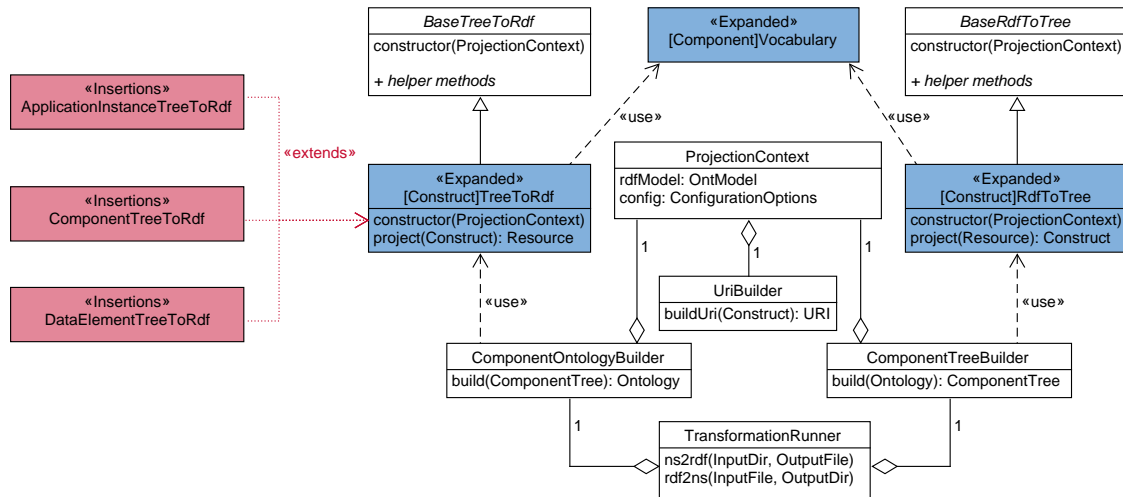 BaseTreeToRdf
constructor(ProjectionContext)
+ helper methods
«Expanded»
[Component]Vocabulary
BaseRdfToTree
constructor(ProjectionContext)
+ helper methods
«Insertions»
ApplicationInstanceTreeToRdf
«extends»
«use»
«use»
«Insertions»
ComponentTreeToRdf
«Expanded»
[Construct]TreeToRdf
constructor(ProjectionContext)
project(Construct): Resource
ProjectionContext
rdfModel: OntModel
config: ConfigurationOptions
«Expanded»
[Construct]RdfToTree
constructor(ProjectionContext)
project(Resource): Construct
1
1
1
«Insertions»
DataElementTreeToRdf
«use»
UriBuilder
buildUri(Construct): URI
«use»
ComponentOntologyBuilder
build(ComponentTree): Ontology
ComponentTreeBuilder
build(Ontology): ComponentTree
1
1
TransformationRunner
ns2rdf(InputDir, OutputFile)
rdf2ns(InputFile, OutputDir)